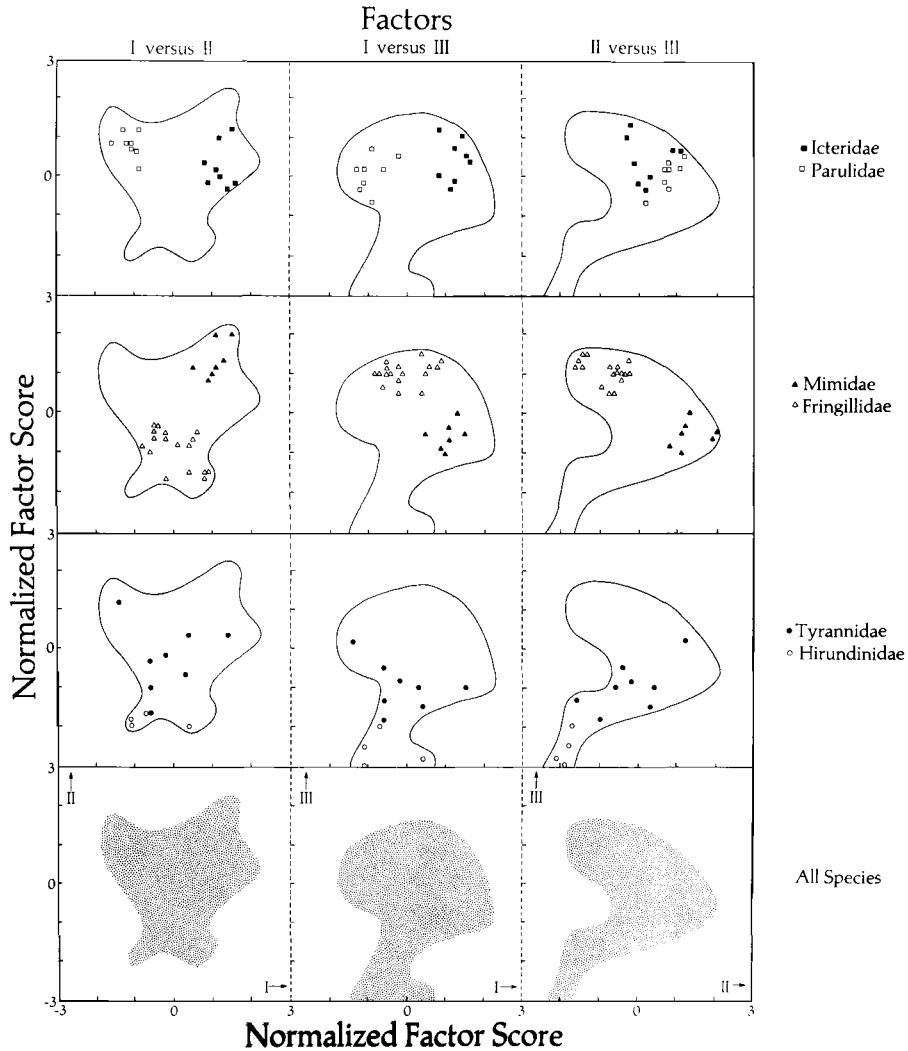 Factors
I versus II
I versus III
II versus III
3
0
■ Icteridae
□ Parulidae
3
0
▲ Mimidae
△ Fringillidae
3
0
● Tyrannidae
○ Hirundinidae
3
II
III
III
0
All Species
I
I
II
-3
-3
0
3
0
3
0
3
Normalized Factor Score
Normalized Factor Score